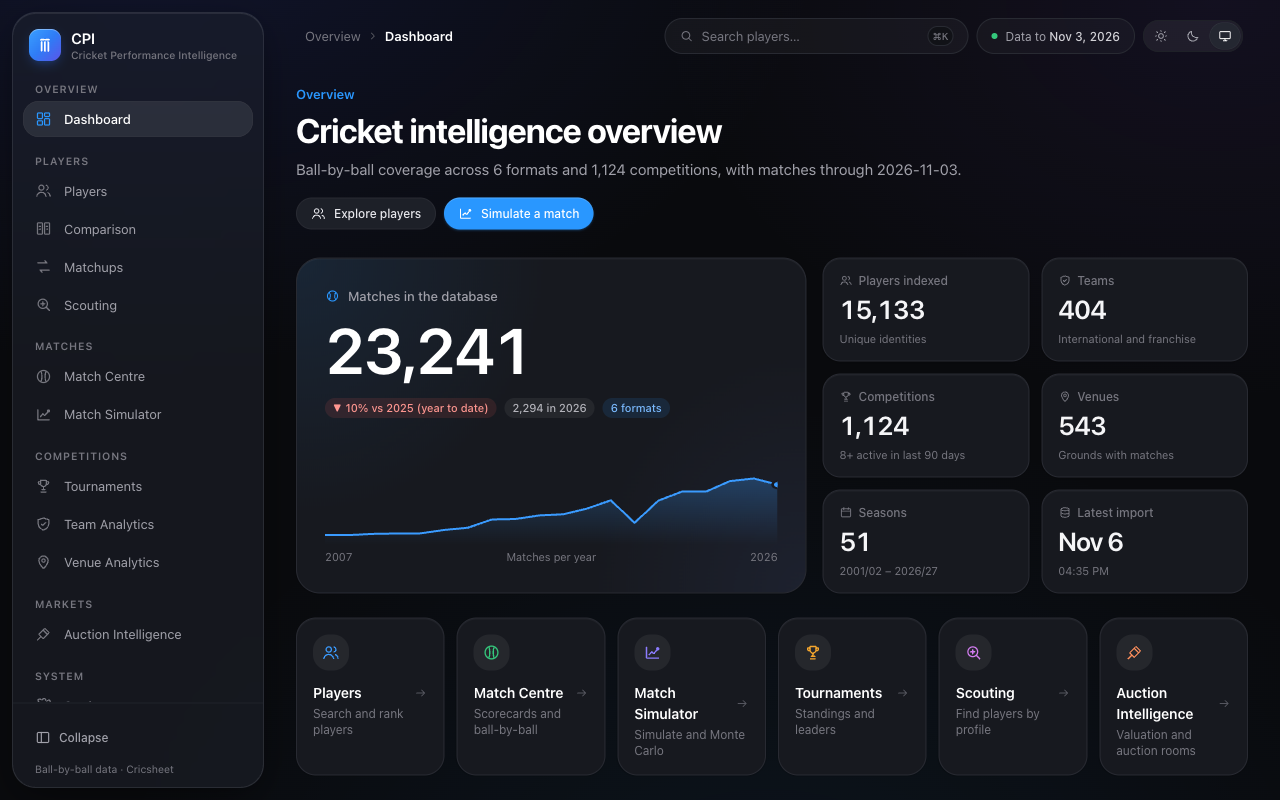 CPI
Cricket Performance Intelligence
OVERVIEW
Dashboard
PLAYERS
Players
Comparison
Matchups
Scouting
MATCHES
Match Centre
Match Simulator
COMPETITIONS
Tournaments
Team Analytics
Venue Analytics
MARKETS
Auction Intelligence
SYSTEM
Collapse
Ball-by-ball data · Cricsheet
Overview > Dashboard
Search players...
⌘K
Data to Nov 3, 2026
Overview
Cricket intelligence overview
Ball-by-ball coverage across 6 formats and 1,124 competitions, with matches through 2026-11-03.
Explore players
Simulate a match
Matches in the database
23,241
▼ 10% vs 2025 (year to date)
2,294 in 2026
6 formats
2007
Matches per year
2026
Players indexed
15,133
Unique identities
Teams
404
International and franchise
Competitions
1,124
8+ active in last 90 days
Venues
543
Grounds with matches
Seasons
51
2001/02 – 2026/27
Latest import
Nov 6
04:35 PM
Players →
Search and rank
players
Match Centre →
Scorecards and
ball-by-ball
Match
Simulator →
Simulate and Monte
Carlo
Tournaments →
Standings and
leaders
Scouting →
Find players by
profile
Auction
Intelligence →
Valuation and
auction rooms